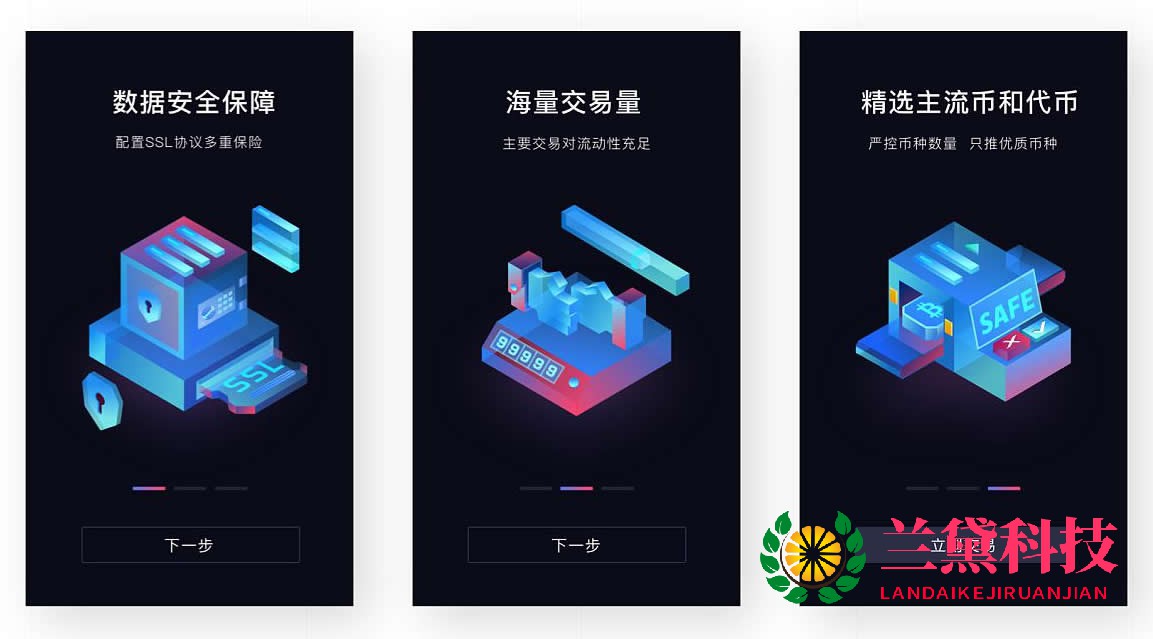 数据安全保障
配置SSL协议多重保险
SSL
下一步
海量交易量
主要交易对流动性充足
99999
下一步
精选主流币和代币
严控币种数量 只推优质币种
SAFE
兰黛科技
LANDAIKEJIRUANJIAN